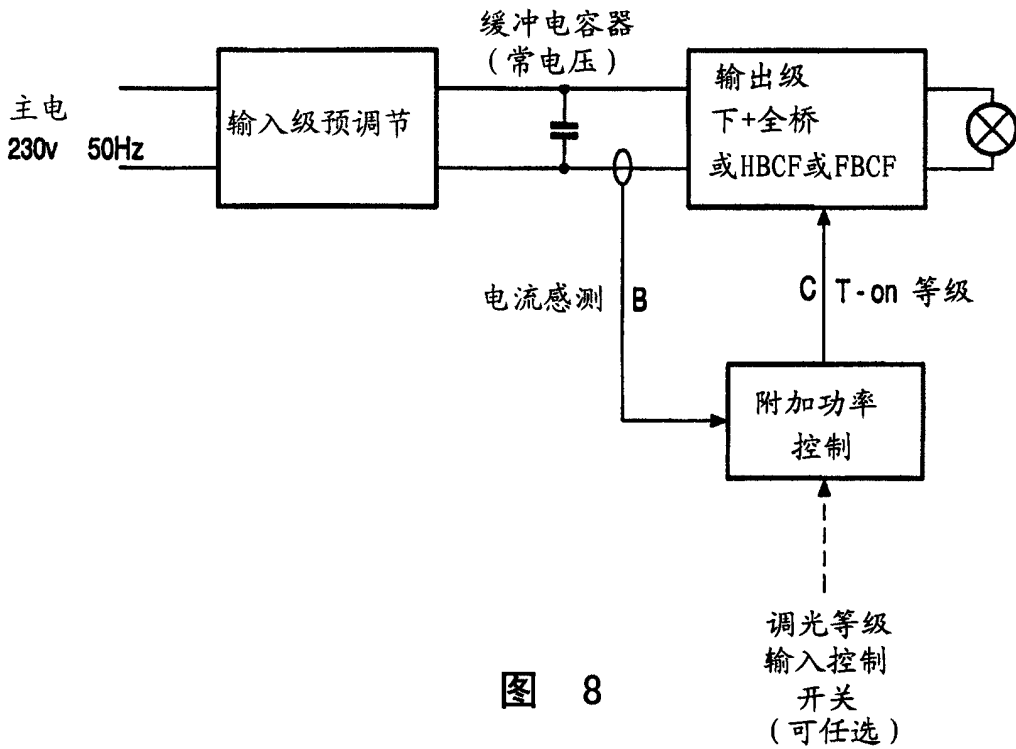 缓冲电容器
（常电压）
主电
230v 50Hz
输入级预调节
输出级
下+全桥
或HBCF或FBCF
电流感测 B
C T-on 等级
附加功率
控制
调光等级
输入控制
开关
（可任选）
图 8